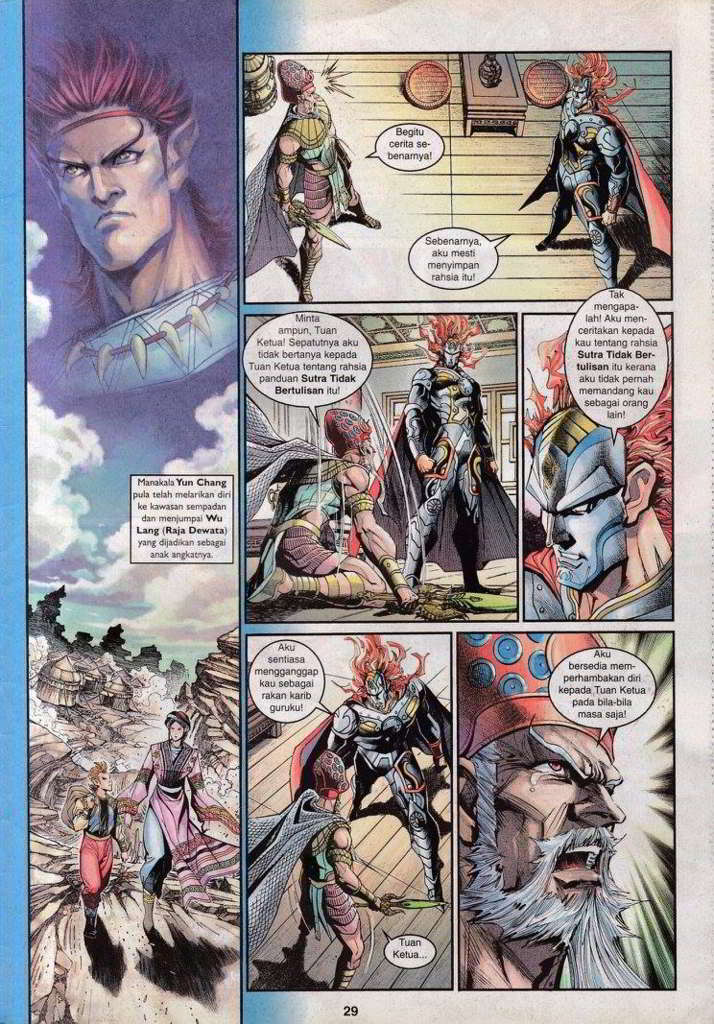 Manakala Yun Chang
pula telah melarikan diri
ke kawasan sempadan
dan menjumpai Wu
Lang (Raja Dewata)
yang dijadikan sebagai
anak angkatnya.
Begitu
cerita se-
benarnya!
Sebenarnya,
aku mesti
menyimpan
rahsia itu!
Minta
ampun, Tuan
Ketua! Sepatutnya aku
tidak bertanya kepada
Tuan Ketua tentang rahsia
panduan Sutra Tidak
Bertulisan itu!
Tak
mengapa-
lah! Aku men-
ceritakan kepada
kau tentang rahsia
Sutra Tidak Ber-
tulisan itu kerana
aku tidak pernah
memandang kau
sebagai orang
lain!
Aku
sentiasa
menganggap
kau sebagai
rakan karib
guruku!
Tuan
Ketua...
Aku
bersedia mem-
perhambakan diri
kepada Tuan Ketua
pada bila-bila
masa saja!
29